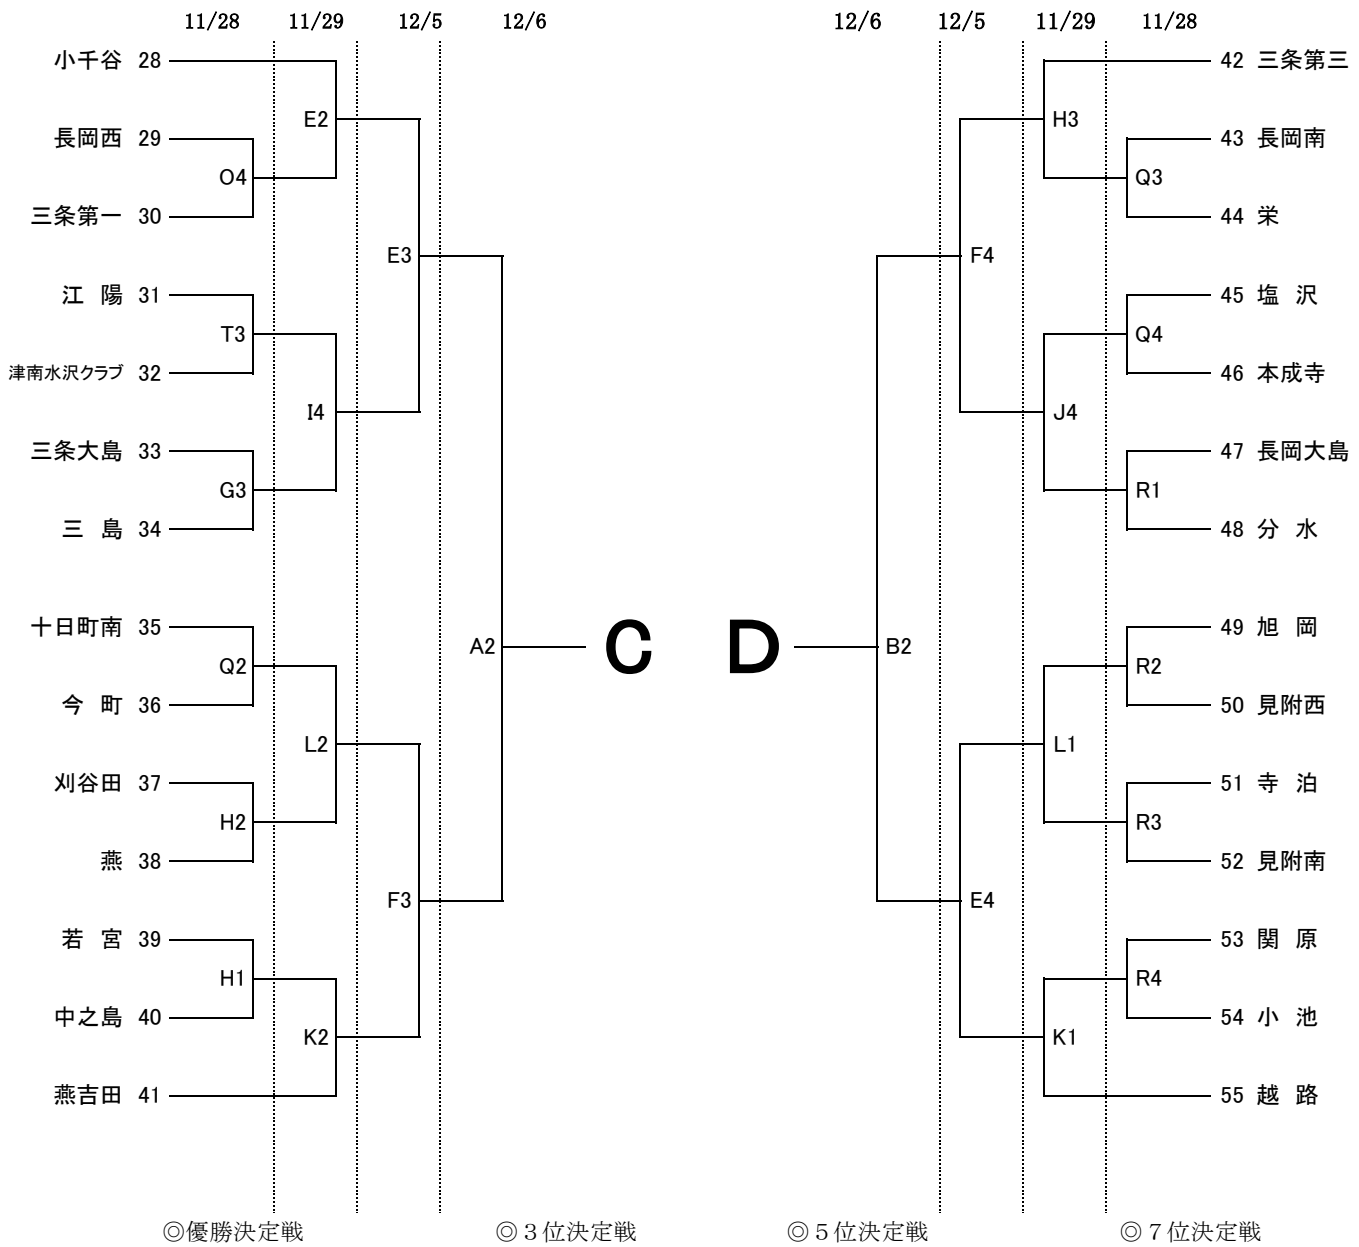 11/28 11/29 12/5 12/6 12/6 12/5 11/29 11/28
小千谷 28 42 三条第三
E2 H3
長岡西 29 43 長岡南
O4 Q3
三条第一 30 44 栄
E3 F4
江 陽 31 45 塩 沢
T3 Q4
津南水沢クラブ 32 46 本成寺
I4 J4
三条大島 33 47 長岡大島
G3 R1
三 島 34 48 分 水
十日町南 35 49 旭 岡
A2 C D B2
Q2 R2
今 町 36 50 見附西
L2 L1
刈谷田 37 51 寺 泊
H2 R3
燕 38 52 見附南
F3 E4
若 宮 39 53 関 原
H1 R4
中之島 40 54 小 池
K2 K1
燕吉田 41 55 越 路
◎優勝決定戦 ◎３位決定戦 ◎５位決定戦 ◎７位決定戦